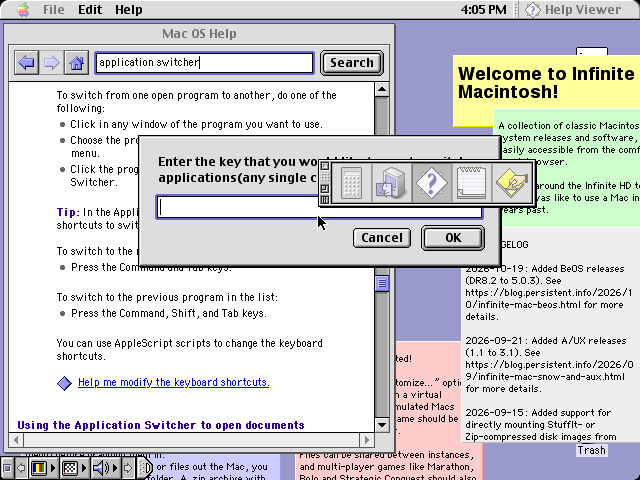 File Edit Help 4:05 PM Help Viewer
Mac OS Help
application switcher Search
To switch from one open program to another, do one of the
following:
Click in any window of the program you want to use.
Choose the pro
menu.
Click the prog
Switcher.
Tip: In the Appli
shortcuts to swit
To switch to the n
Press the Command and Tab keys.
To switch to the previous program in the list:
Press the Command, Shift, and Tab keys.
You can use AppleScript scripts to change the keyboard
shortcuts.
Help me modify the keyboard shortcuts.
Using the Application Switcher to open documents
Enter the key that you wo
applications(any single c
Cancel OK
Welcome to Infinite
Macintosh!
A collection of classic Macintosh
system releases and software,
easily accessible from the comf
browser.
around the Infinite HD to
was like to use a Mac in
years past.
GELOG
2026-10-19: Added BeOS releases
(DR8.2 to 5.0.3). See
https://blog.persistent.info/2026/1
0/infinite-mac-beos.html for more
details.
2026-09-21: Added A/UX releases
(1.1 to 3.1). See
https://blog.persistent.info/2026/0
9/infinite-mac-snow-and-aux.html
for more details.
2026-09-15: Added support for
directly mounting StuffIt- or
Zip-compressed disk images from
Trash
ted!
tomize..." optio
n a virtual
mulated Macs
ame should be
r.
Files can be shared between instances,
and multi-player games like Marathon,
Bolo and Strategic Conquest should also
or files out the Mac, you
folder. A .zip archive with